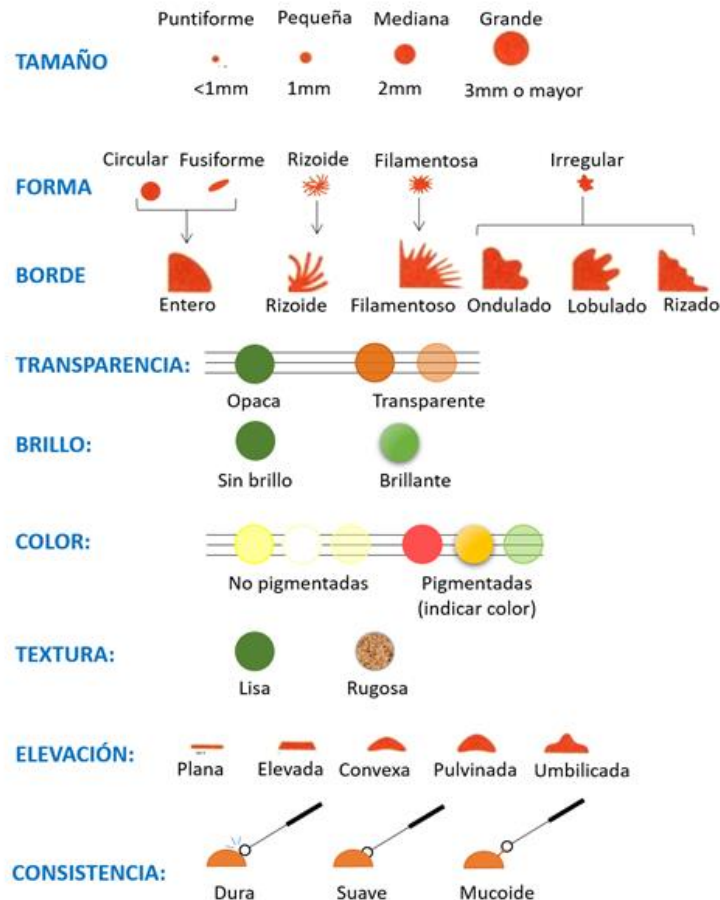 Puntiforme Pequeña Mediana Grande
TAMAÑO
<1mm 1mm 2mm 3mm o mayor
Circular Fusiforme Rizoide Filamentosa Irregular
FORMA
BORDE
Entero Rizoide Filamentoso Ondulado Lobulado Rizado
TRANSPARENCIA:
Opaca Transparente
BRILLO:
Sin brillo Brillante
COLOR:
No pigmentadas Pigmentadas
(indicar color)
TEXTURA:
Lisa Rugosa
ELEVACIÓN:
Plana Elevada Convexa Pulvinada Umbilicada
CONSISTENCIA:
Dura Suave Mucoide